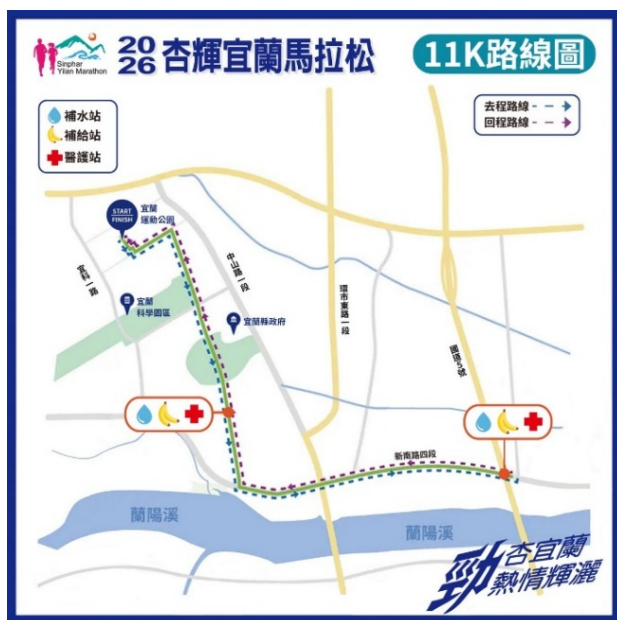 Sinphar
Yilan Marathon
2026 杏輝宜蘭馬拉松
11K路線圖
補水站
補給站
醫護站
去程路線
回程路線
START
FINISH
宜蘭
運動公園
宜科一路
中山路一段
環市東路一段
宜蘭
科學園區
宜蘭縣政府
國道5號
新南路四段
蘭陽溪
蘭陽溪
勁杏宜蘭
熱情輝灑